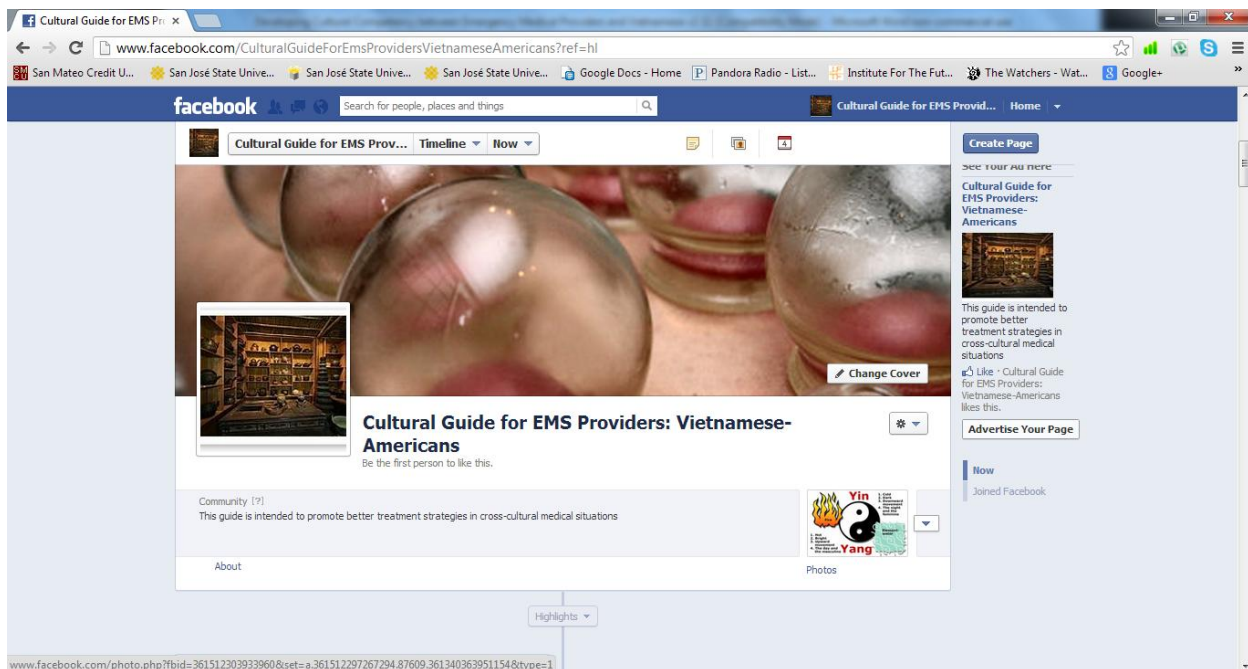 Cultural Guide for EMS Pro
www.facebook.com/CulturalGuideForEmsProvidersVietnameseAmericans?ref=hl
San Mateo Credit U... San José State Unive... San José State Unive... San José State Unive... Google Docs - Home Pandora Radio - List... Institute For The Fut... The Watchers - Wat... Google+ »
facebook Search for people, places and things Cultural Guide for EMS Provid... Home
Cultural Guide for EMS Prov... Timeline Now
4
Create Page
See Your Ad Here
Cultural Guide for
EMS Providers:
Vietnamese-
Americans
This guide is intended to
promote better
treatment strategies in
cross-cultural medical
situations
Like · Cultural Guide
for EMS Providers:
Vietnamese-Americans
likes this.
Advertise Your Page
Now
Joined Facebook
Change Cover
Cultural Guide for EMS Providers: Vietnamese-
Americans
Be the first person to like this.
Community [?]
This guide is intended to promote better treatment strategies in cross-cultural medical situations
Yin
Yang
About
Photos
Highlights
www.facebook.com/photo.php?fbid=361512303933960&set=a.361512297267294.87609.361340363951154&type=1